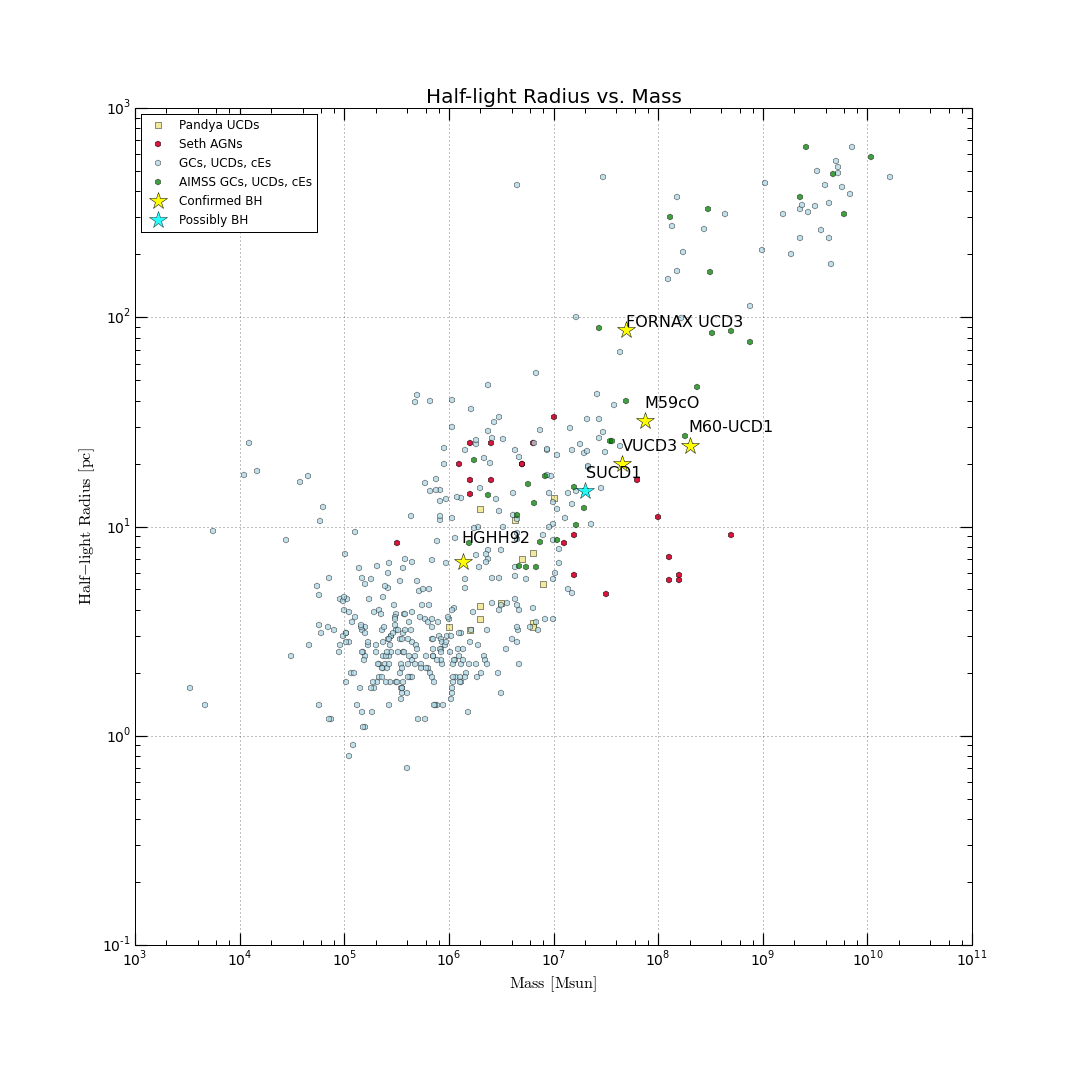 Half-light Radius vs. Mass
Pandya UCDs
Seth AGNs
GCs, UCDs, cEs
AIMSS GCs, UCDs, cEs
Confirmed BH
Possibly BH
10^3
10^2
10^1
10^0
10^-1
Half−light Radius [pc]
FORNAX UCD3
M59cO
M60-UCD1
VUCD3
SUCD1
HGHH92
10^3 10^4 10^5 10^6 10^7 10^8 10^9 10^10 10^11
Mass [Msun]